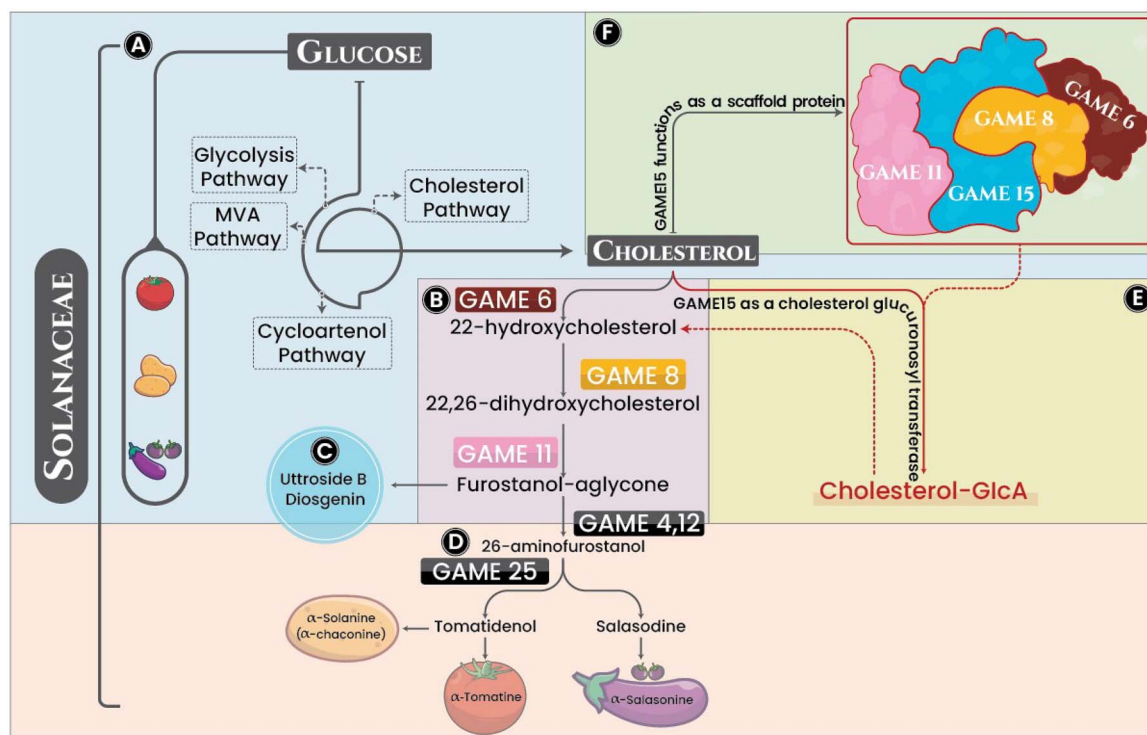 A
GLUCOSE
Glycolysis
Pathway
MVA
Pathway
Cholesterol
Pathway
Cycloartenol
Pathway
SOLANACEAE
F
GAME15 functions as a scaffold protein
GAME 11
GAME 15
GAME 8
GAME 6
CHOLESTEROL
B
GAME 6
22-hydroxycholesterol
GAME 8
22,26-dihydroxycholesterol
GAME 11
Furostanol-aglycone
C
Uttroside B
Diosgenin
E
GAME15 as a cholesterol glucuronosyl transferase
Cholesterol-GlcA
GAME 4,12
D
26-aminofurostanol
GAME 25
α-Solanine
(α-chaconine)
Tomatidenol
Salasodine
α-Tomatine
α-Salasonine